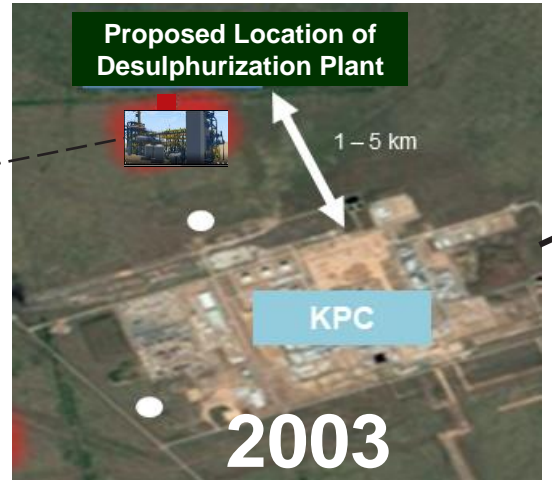 Proposed Location of
Desulphurization Plant
1 – 5 km
KPC
2003